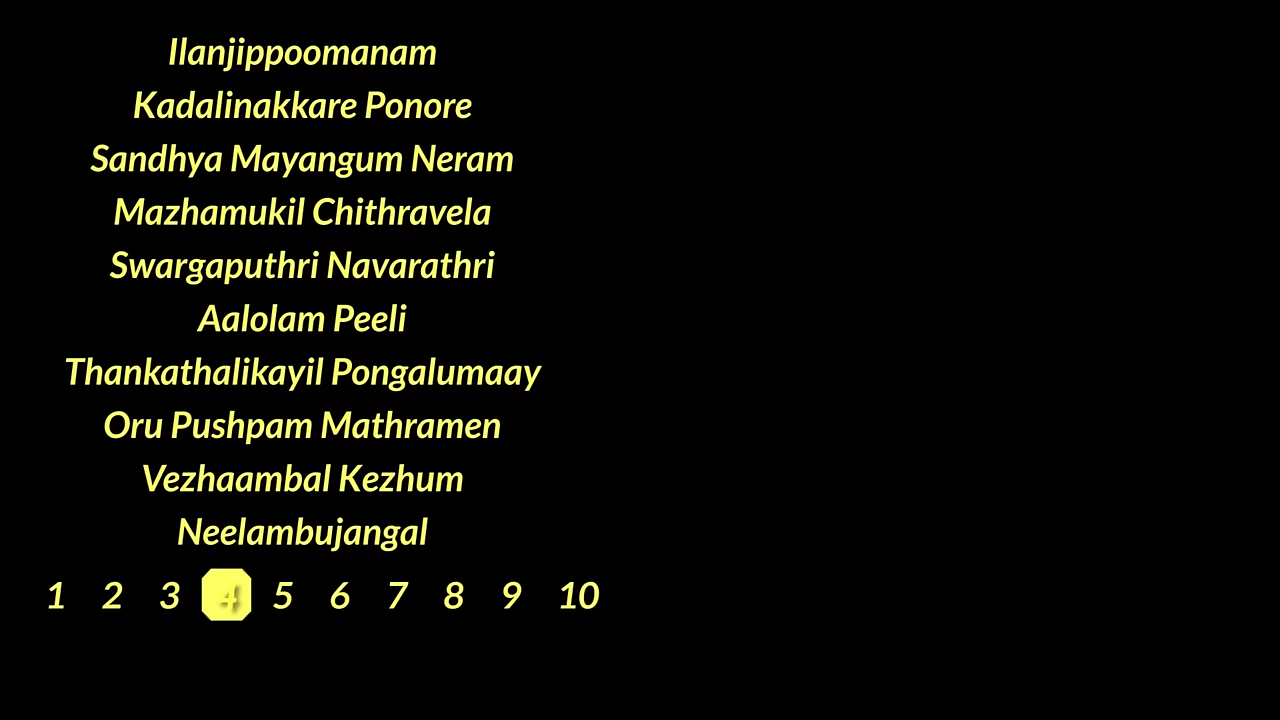 Ilanjippoomanam
Kadalinakkare Ponore
Sandhya Mayangum Neram
Mazhamukil Chithravela
Swargaputhri Navarathri
Aalolam Peeli
Thankathalikayil Pongalumaay
Oru Pushpam Mathramen
Vezhaambal Kezhum
Neelambujangal
1 2 3 4 5 6 7 8 9 10